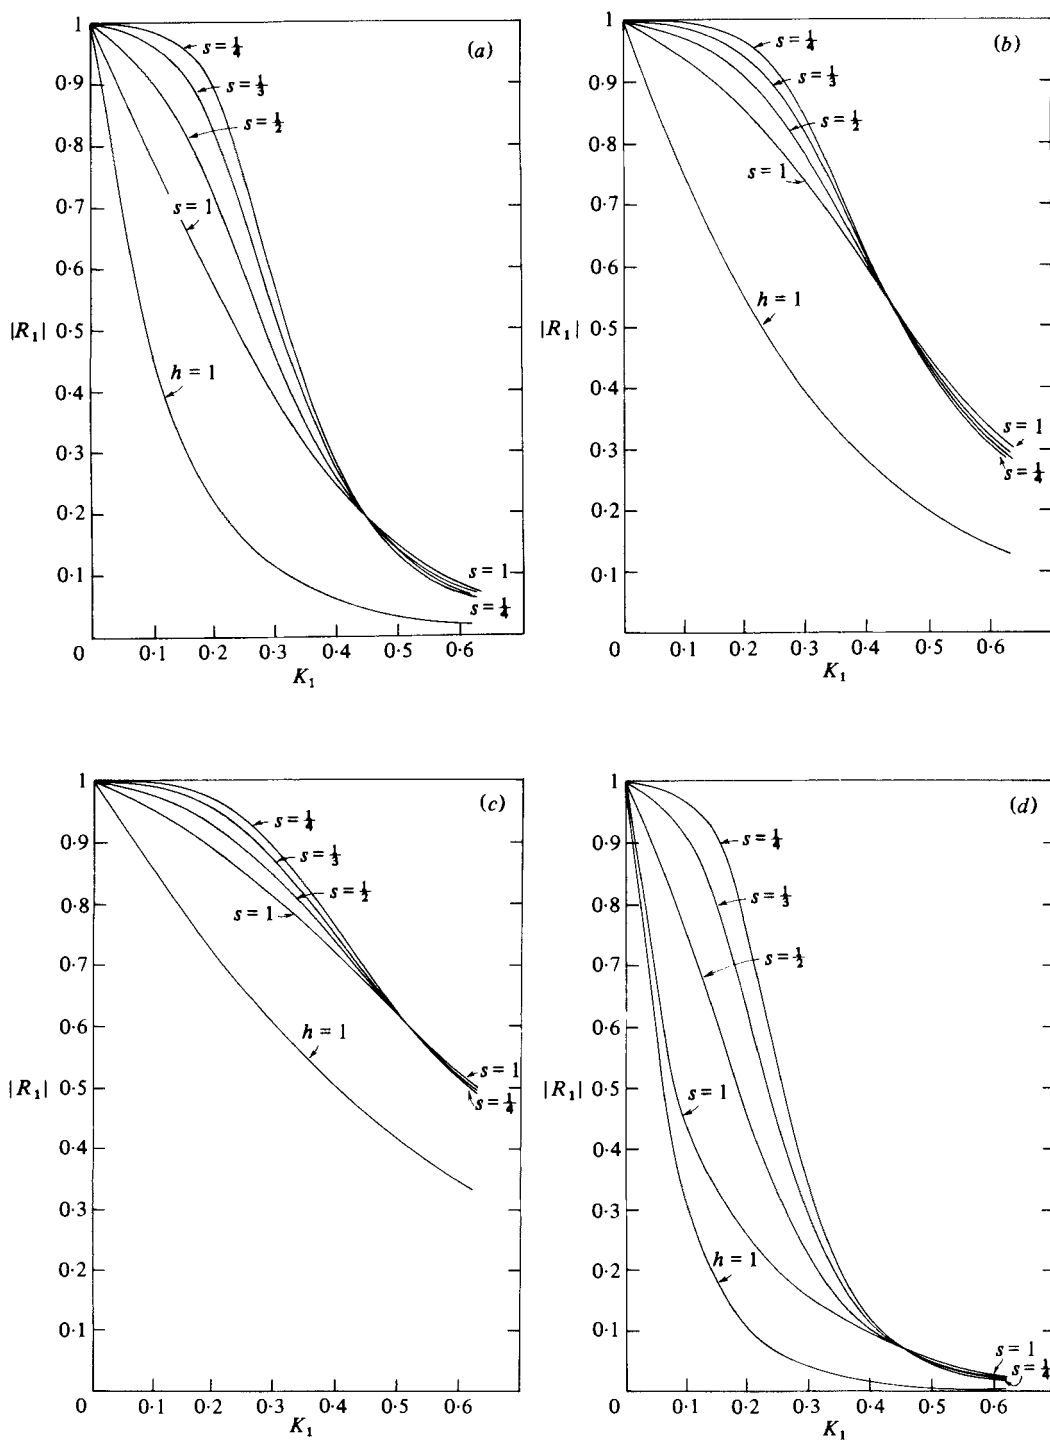 (a)
1
0·9
0·8
0·7
0·6
0·5
0·4
0·3
0·2
0·1
0
0·1 0·2 0·3 0·4 0·5 0·6
|R₁|
K₁
s = 1/4
s = 1/3
s = 1/2
s = 1
h = 1
s = 1
s = 1/4
(b)
1
0·9
0·8
0·7
0·6
0·5
0·4
0·3
0·2
0·1
0
0·1 0·2 0·3 0·4 0·5 0·6
|R₁|
K₁
s = 1/4
s = 1/3
s = 1/2
s = 1
h = 1
s = 1
s = 1/4
(c)
1
0·9
0·8
0·7
0·6
0·5
0·4
0·3
0·2
0·1
0
0·1 0·2 0·3 0·4 0·5 0·6
|R₁|
K₁
s = 1/4
s = 1/3
s = 1/2
s = 1
h = 1
s = 1
s = 1/4
(d)
1
0·9
0·8
0·7
0·6
0·5
0·4
0·3
0·2
0·1
0
0·1 0·2 0·3 0·4 0·5 0·6
|R₁|
K₁
s = 1/4
s = 1/3
s = 1/2
s = 1
h = 1
s = 1
s = 1/4